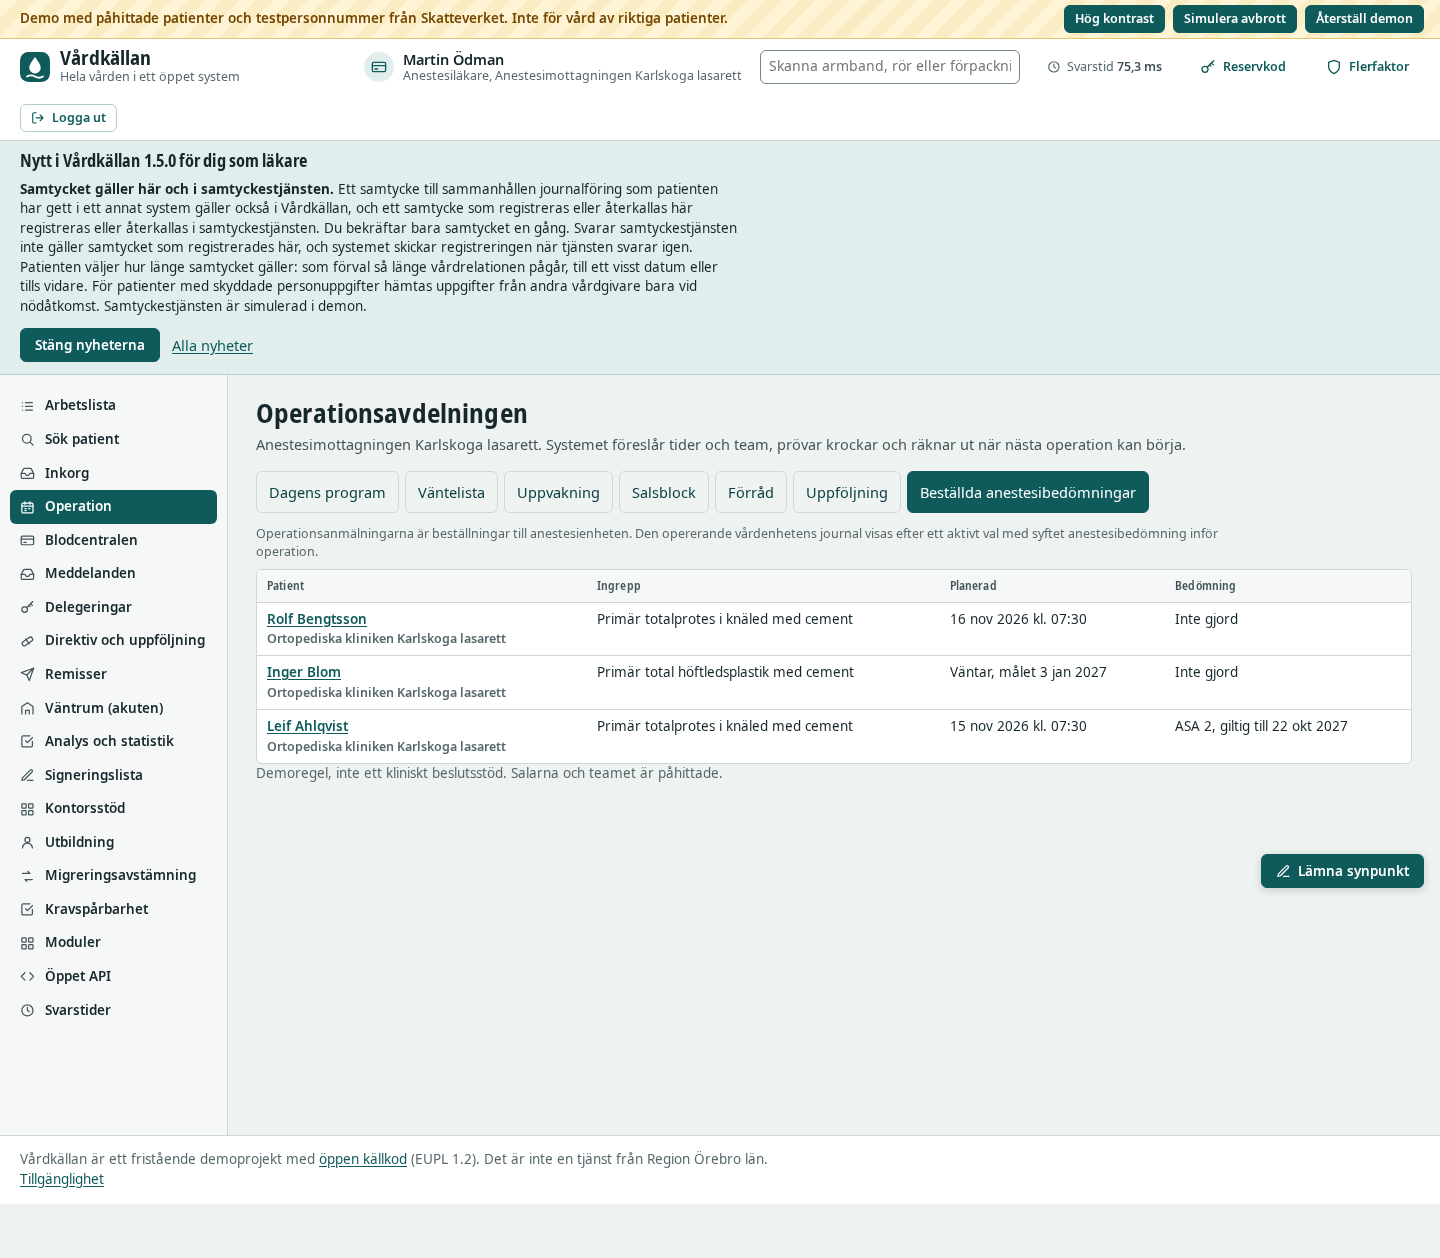 Demo med påhittade patienter och testpersonnummer från Skatteverket. Inte för vård av riktiga patienter.
Hög kontrast
Simulera avbrott
Återställ demon
Vårdkällan
Hela vården i ett öppet system
Martin Ödman
Anestesiläkare, Anestesimottagningen Karlskoga lasarett
Skanna armband, rör eller förpackni
Svarstid 75,3 ms
Reservkod
Flerfaktor
Logga ut
Nytt i Vårdkällan 1.5.0 för dig som läkare
Samtycket gäller här och i samtyckestjänsten. Ett samtycke till sammanhållen journalföring som patienten
har gett i ett annat system gäller också i Vårdkällan, och ett samtycke som registreras eller återkallas här
registreras eller återkallas i samtyckestjänsten. Du bekräftar bara samtycket en gång. Svarar samtyckestjänsten
inte gäller samtycket som registrerades här, och systemet skickar registreringen när tjänsten svarar igen.
Patienten väljer hur länge samtycket gäller: som förval så länge vårdrelationen pågår, till ett visst datum eller
tills vidare. För patienter med skyddade personuppgifter hämtas uppgifter från andra vårdgivare bara vid
nödåtkomst. Samtyckestjänsten är simulerad i demon.
Stäng nyheterna
Alla nyheter
Arbetslista
Sök patient
Inkorg
Operation
Blodcentralen
Meddelanden
Delegeringar
Direktiv och uppföljning
Remisser
Väntrum (akuten)
Analys och statistik
Signeringslista
Kontorsstöd
Utbildning
Migreringsavstämning
Kravspårbarhet
Moduler
Öppet API
Svarstider
Operationsavdelningen
Anestesimottagningen Karlskoga lasarett. Systemet föreslår tider och team, prövar krockar och räknar ut när nästa operation kan börja.
Dagens program
Väntelista
Uppvakning
Salsblock
Förråd
Uppföljning
Beställda anestesibedömningar
Operationsanmälningarna är beställningar till anestesienheten. Den opererande vårdenhetens journal visas efter ett aktivt val med syftet anestesibedömning inför
operation.
Patient Ingrepp Planerad Bedömning
Rolf Bengtsson Primär totalprotes i knäled med cement 16 nov 2026 kl. 07:30 Inte gjord
Ortopediska kliniken Karlskoga lasarett
Inger Blom Primär total höftledsplastik med cement Väntar, målet 3 jan 2027 Inte gjord
Ortopediska kliniken Karlskoga lasarett
Leif Ahlqvist Primär totalprotes i knäled med cement 15 nov 2026 kl. 07:30 ASA 2, giltig till 22 okt 2027
Ortopediska kliniken Karlskoga lasarett
Demoregel, inte ett kliniskt beslutsstöd. Salarna och teamet är påhittade.
Lämna synpunkt
Vårdkällan är ett fristående demoprojekt med öppen källkod (EUPL 1.2). Det är inte en tjänst från Region Örebro län.
Tillgänglighet